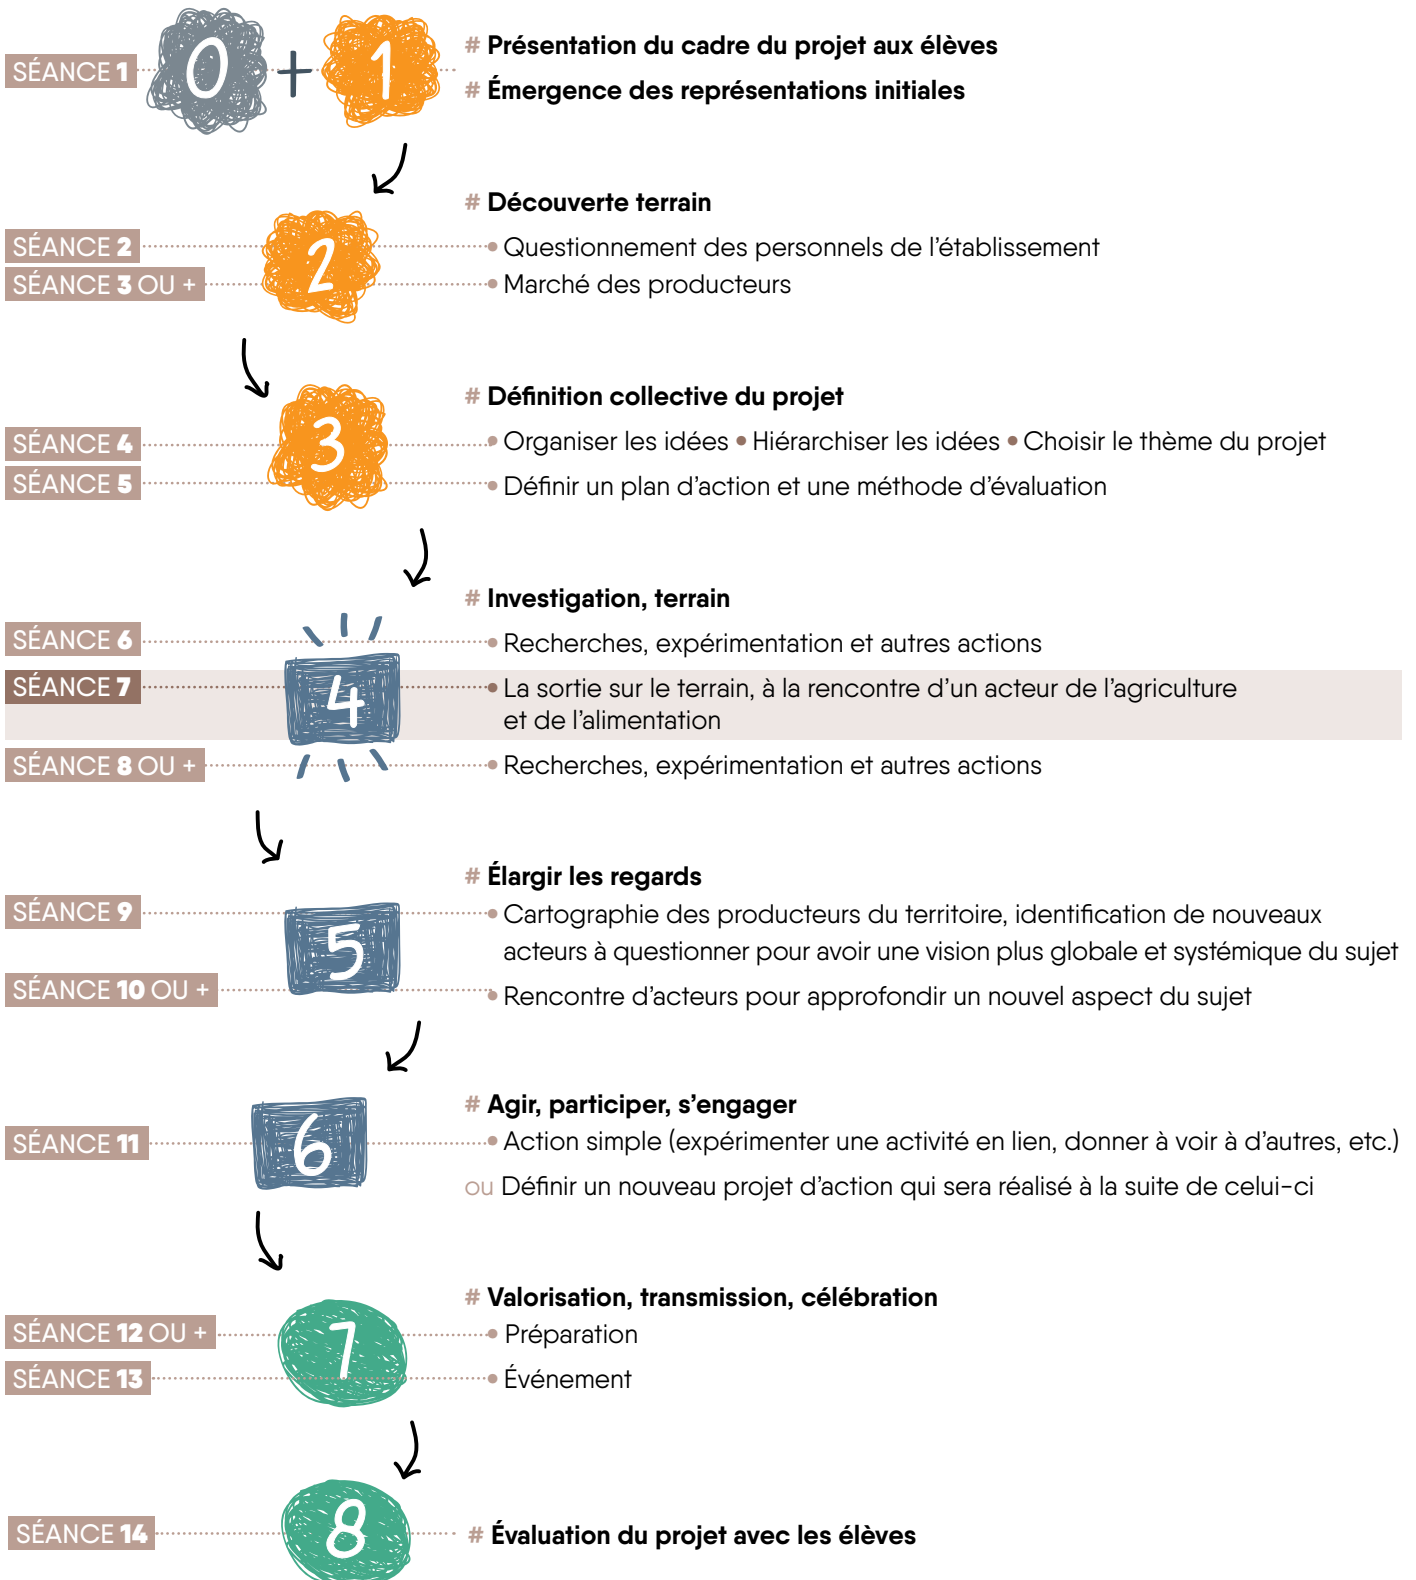 SÉANCE 1 0 + 1 # Présentation du cadre du projet aux élèves
# Émergence des représentations initiales
2
# Découverte terrain
SÉANCE 2 • Questionnement des personnels de l’établissement
SÉANCE 3 OU + • Marché des producteurs
3
# Définition collective du projet
SÉANCE 4 • Organiser les idées • Hiérarchiser les idées • Choisir le thème du projet
SÉANCE 5 • Définir un plan d’action et une méthode d’évaluation
4
# Investigation, terrain
SÉANCE 6 • Recherches, expérimentation et autres actions
SÉANCE 7 • La sortie sur le terrain, à la rencontre d’un acteur de l’agriculture
et de l’alimentation
SÉANCE 8 OU + • Recherches, expérimentation et autres actions
5
# Élargir les regards
SÉANCE 9 • Cartographie des producteurs du territoire, identification de nouveaux
acteurs à questionner pour avoir une vision plus globale et systémique du sujet
SÉANCE 10 OU + • Rencontre d’acteurs pour approfondir un nouvel aspect du sujet
6
# Agir, participer, s’engager
SÉANCE 11 • Action simple (expérimenter une activité en lien, donner à voir à d’autres, etc.)
ou Définir un nouveau projet d’action qui sera réalisé à la suite de celui-ci
7
# Valorisation, transmission, célébration
SÉANCE 12 OU + • Préparation
SÉANCE 13 • Événement
8
SÉANCE 14 # Évaluation du projet avec les élèves